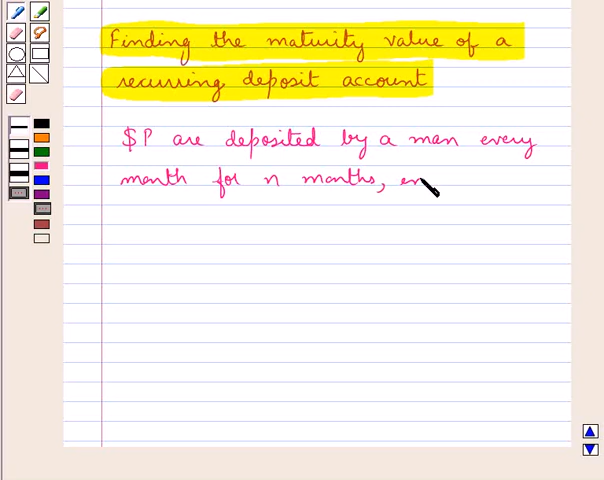 Finding the maturity value of a
recurring deposit account
$P are deposited by a man every
month for n months,